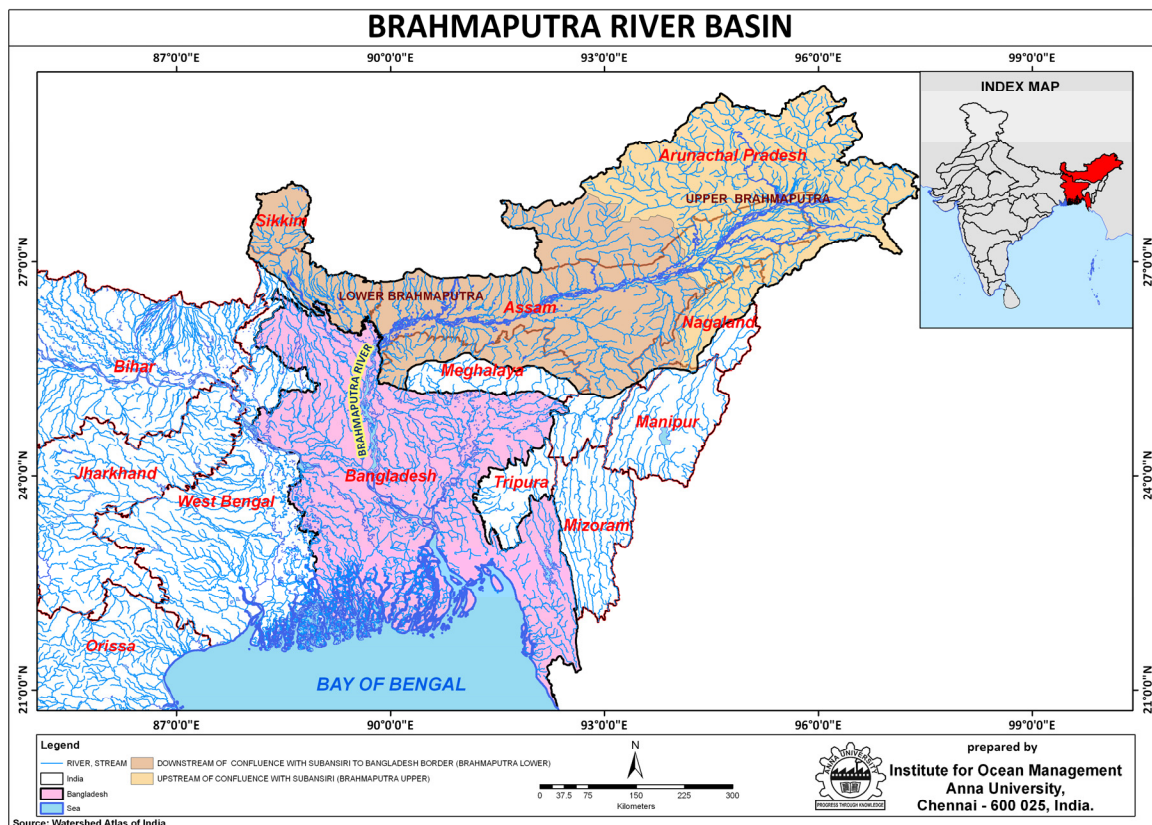 BRAHMAPUTRA RIVER BASIN
87°0'0"E
90°0'0"E
93°0'0"E
96°0'0"E
99°0'0"E
INDEX MAP
27°0'0"N
27°0'0"N
24°0'0"N
24°0'0"N
21°0'0"N
21°0'0"N
Arunachal Pradesh
UPPER BRAHMAPUTRA
Sikkim
LOWER BRAHMAPUTRA
Assam
Nagaland
Bihar
BRAHMAPUTRA RIVER
Meghalaya
Manipur
Jharkhand
West Bengal
Bangladesh
Tripura
Mizoram
Orissa
BAY OF BENGAL
87°0'0"E
90°0'0"E
93°0'0"E
96°0'0"E
99°0'0"E
Legend
RIVER, STREAM
India
Bangladesh
Sea
DOWNSTREAM OF CONFLUENCE WITH SUBANSIRI TO BANGLADESH BORDER (BRAHMAPUTRA LOWER)
UPSTREAM OF CONFLUENCE WITH SUBANSIRI (BRAHMAPUTRA UPPER)
N
0 37.5 75 150 225 300
Kilometers
ANNA UNIVERSITY
PROGRESS THROUGH KNOWLEDGE
prepared by
Institute for Ocean Management
Anna University,
Chennai - 600 025, India.
Source: Watershed Atlas of India